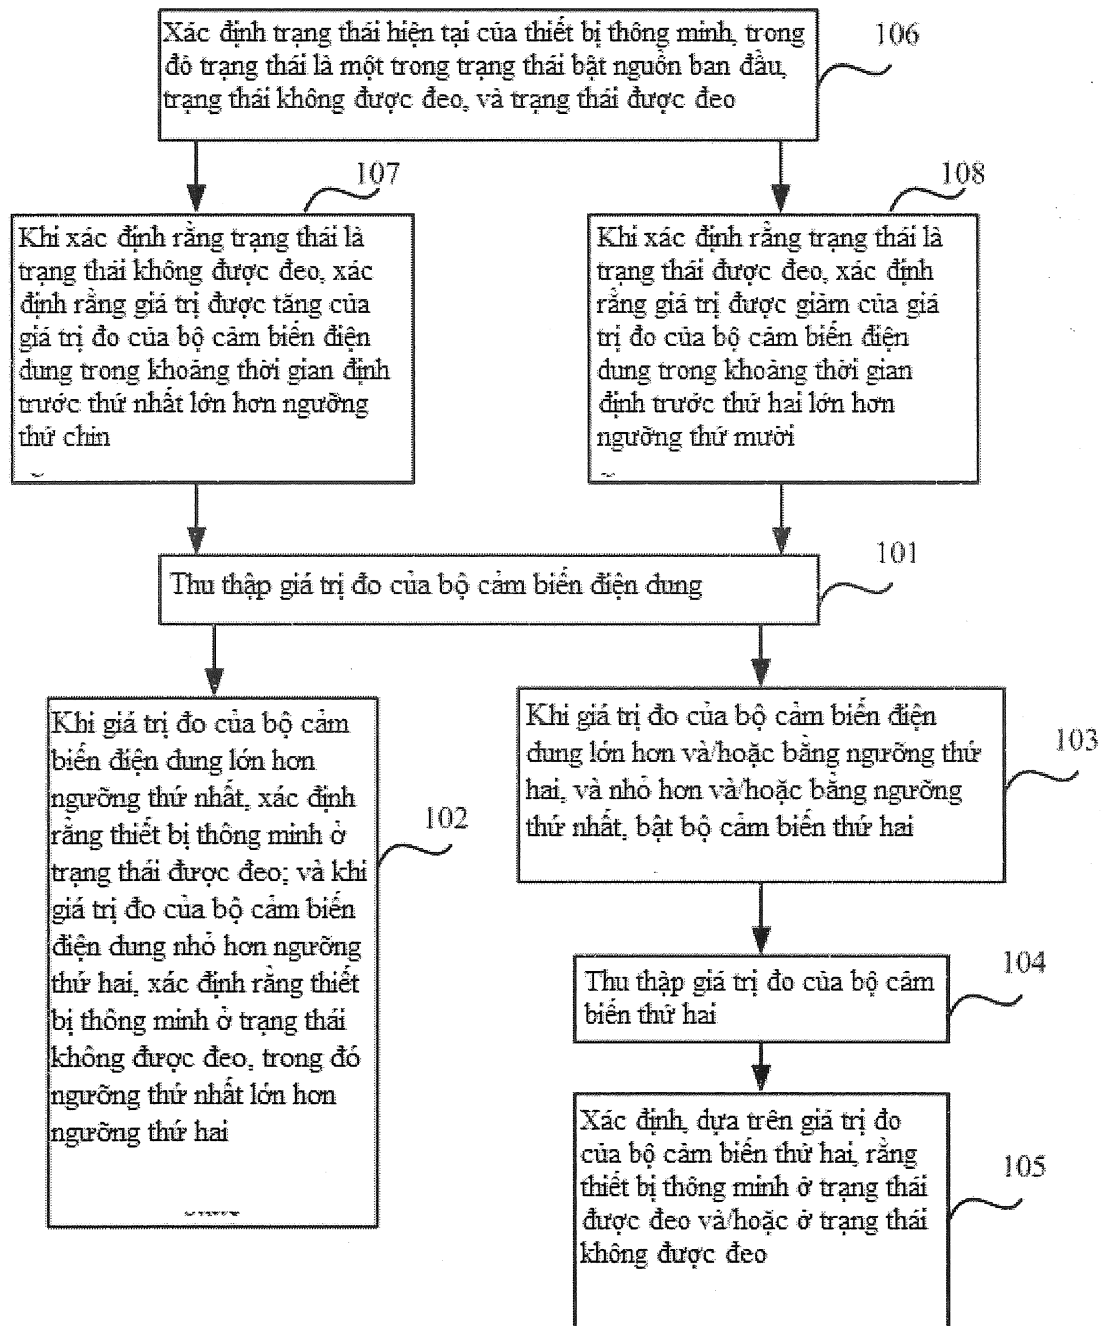 Xác định trạng thái hiện tại của thiết bị thông minh, trong
đó trạng thái là một trong trạng thái bật nguồn ban đầu,
trạng thái không được đeo, và trạng thái được đeo
106
107
108
Khi xác định rằng trạng thái là
trạng thái không được đeo, xác
định rằng giá trị được tăng của
giá trị đo của bộ cảm biến điện
dung trong khoảng thời gian định
trước thứ nhất lớn hơn ngưỡng
thứ chín
Khi xác định rằng trạng thái là
trạng thái được đeo, xác định
rằng giá trị được giảm của giá
trị đo của bộ cảm biến điện
dung trong khoảng thời gian
định trước thứ hai lớn hơn
ngưỡng thứ mười
101
Thu thập giá trị đo của bộ cảm biến điện dung
Khi giá trị đo của bộ cảm
biến điện dung lớn hơn
ngưỡng thứ nhất, xác định
rằng thiết bị thông minh ở
trạng thái được đeo; và khi
giá trị đo của bộ cảm biến
điện dung nhỏ hơn ngưỡng
thứ hai, xác định rằng thiết
bị thông minh ở trạng thái
không được đeo, trong đó
ngưỡng thứ nhất lớn hơn
ngưỡng thứ hai
102
Khi giá trị đo của bộ cảm biến điện
dung lớn hơn và/hoặc bằng ngưỡng thứ
hai, và nhỏ hơn và/hoặc bằng ngưỡng
thứ nhất, bật bộ cảm biến thứ hai
103
Thu thập giá trị đo của bộ cảm
biến thứ hai
104
Xác định, dựa trên giá trị đo
của bộ cảm biến thứ hai, rằng
thiết bị thông minh ở trạng thái
được đeo và/hoặc ở trạng thái
không được đeo
105